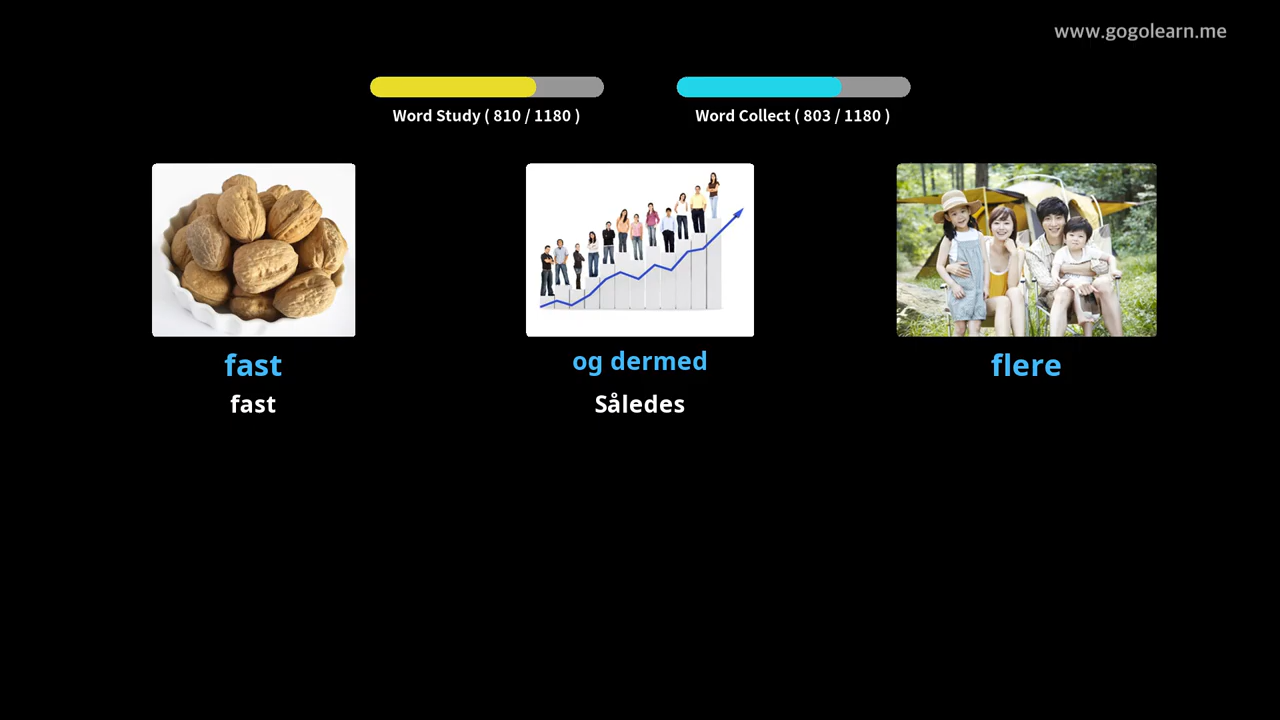 www.gogolearn.me
Word Study ( 810 / 1180 )
Word Collect ( 803 / 1180 )
fast
og dermed
flere
fast
Således